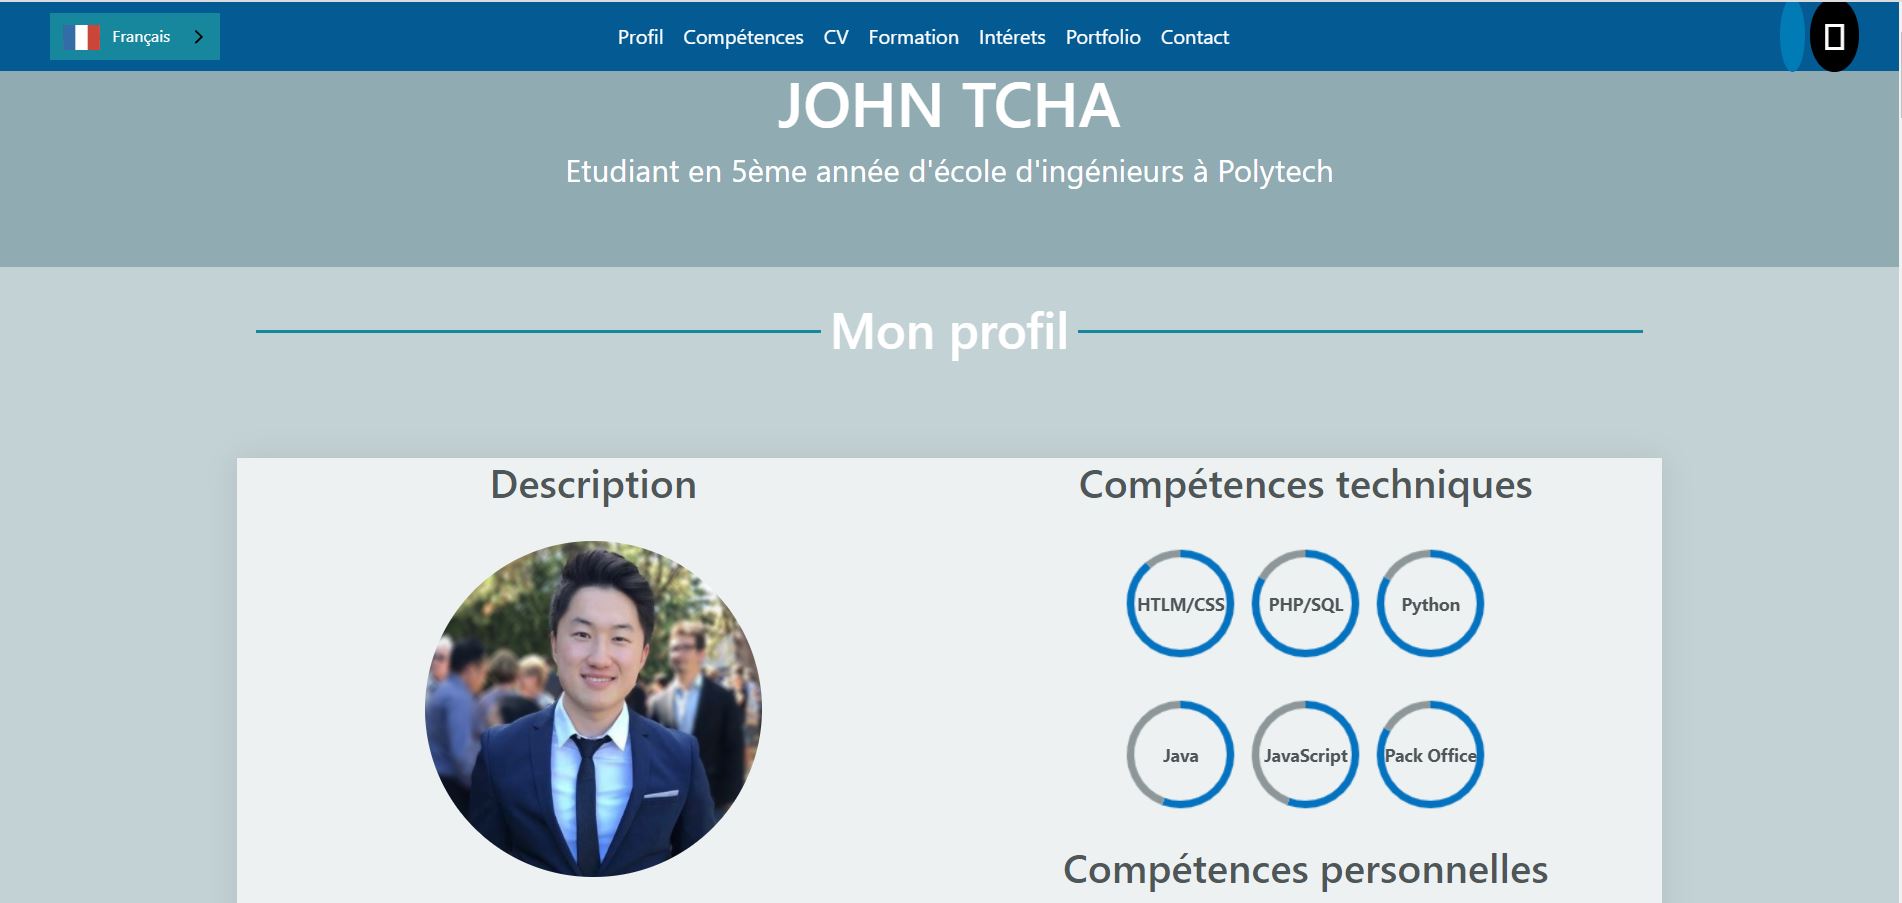 Français
Profil Compétences CV Formation Intérets Portfolio Contact
JOHN TCHA
Etudiant en 5ème année d'école d'ingénieurs à Polytech
Mon profil
Description
Compétences techniques
HTLM/CSS PHP/SQL Python
Java JavaScript Pack Office
Compétences personnelles